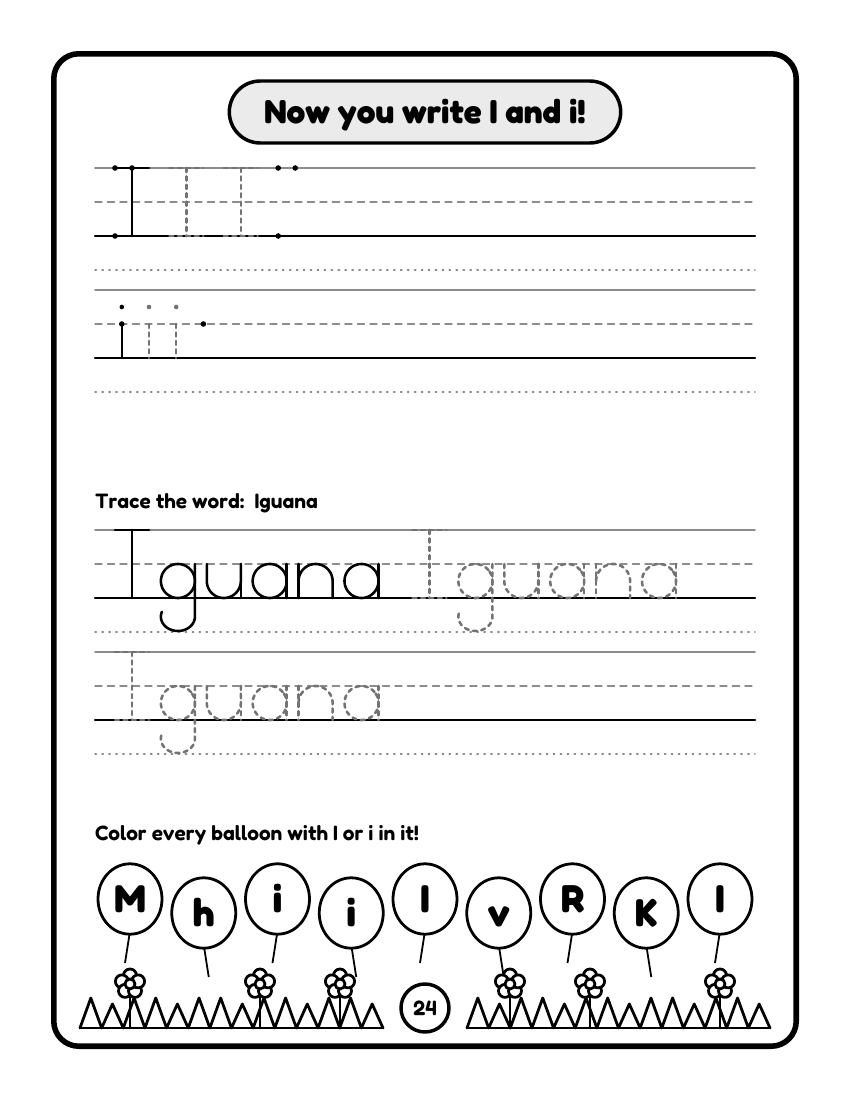 Now you write I and i!
I I I
i i i
Trace the word: Iguana
Iguana Iguana
Iguana
Color every balloon with I or i in it!
M h i i I v R K I
24